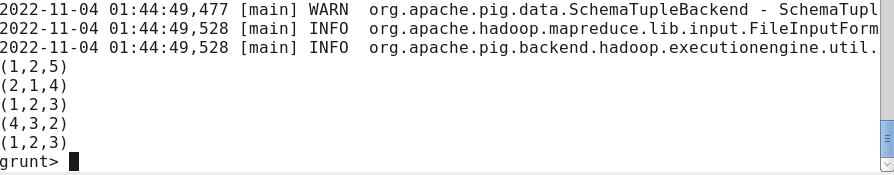 2022-11-04 01:44:49,477 [main] WARN  org.apache.pig.data.SchemaTupleBackend - SchemaTupl
2022-11-04 01:44:49,528 [main] INFO  org.apache.hadoop.mapreduce.lib.input.FileInputForm
2022-11-04 01:44:49,528 [main] INFO  org.apache.pig.backend.hadoop.executionengine.util.
(1,2,5)
(2,1,4)
(1,2,3)
(4,3,2)
(1,2,3)
grunt>